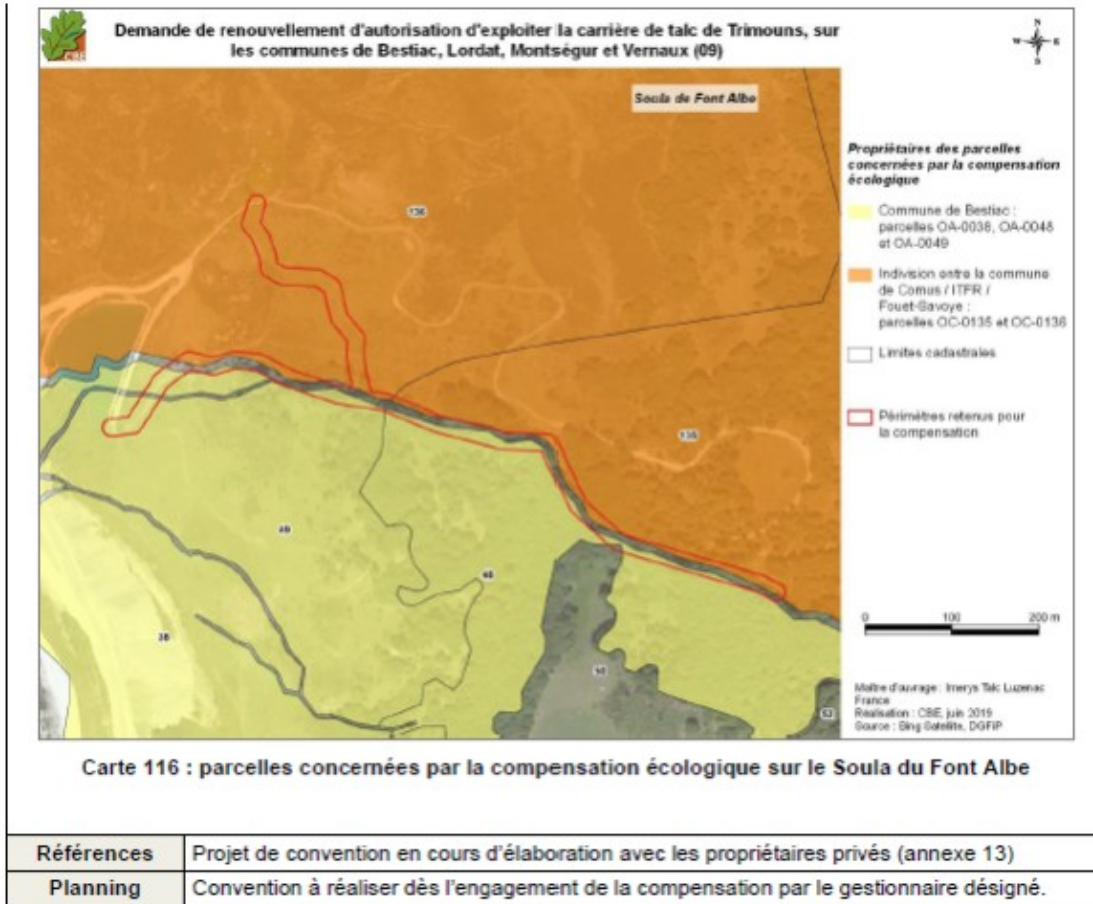 CBE
Demande de renouvellement d'autorisation d'exploiter la carrière de talc de Trimouns, sur
les communes de Bestiac, Lordat, Montségur et Vernaux (09)
N
W E
S
Soula de Font Albe
136
135
49
48
38
50
52
Propriétaires des parcelles
concernées par la compensation
écologique
Commune de Bestiac :
parcelles OA-0038, OA-0048
et OA-0049
Indivision entre la commune
de Comus / ITFR /
Fouet-Savoye :
parcelles OC-0135 et OC-0136
Limites cadastrales
Périmètres retenus pour
la compensation
0 100 200 m
Maître d'ouvrage : Imerys Talc Luzenac
France
Réalisation : CBE, juin 2019
Source : Bing Satellite, DGFiP
Carte 116 : parcelles concernées par la compensation écologique sur le Soula du Font Albe
Références Projet de convention en cours d'élaboration avec les propriétaires privés (annexe 13)
Planning Convention à réaliser dès l'engagement de la compensation par le gestionnaire désigné.